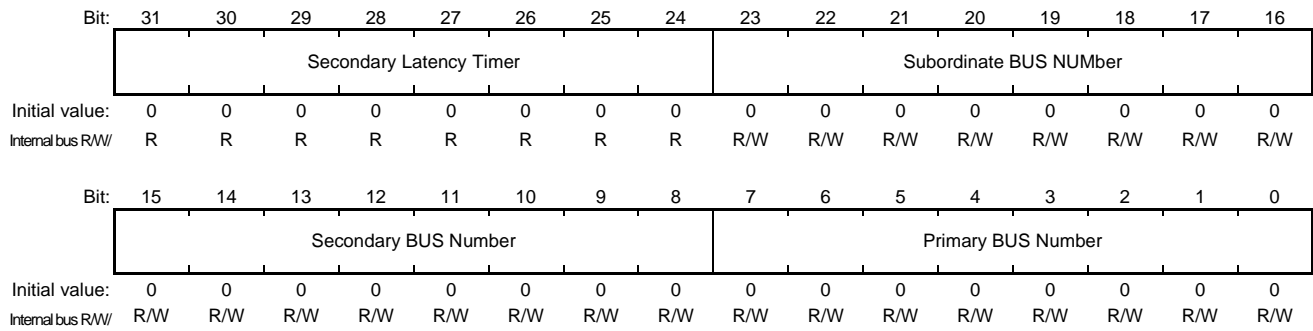 Bit: 31 30 29 28 27 26 25 24 23 22 21 20 19 18 17 16
Secondary Latency Timer Subordinate BUS NUMber
Initial value: 0 0 0 0 0 0 0 0 0 0 0 0 0 0 0 0
Internal bus R/W/ R R R R R R R R R/W R/W R/W R/W R/W R/W R/W R/W
Bit: 15 14 13 12 11 10 9 8 7 6 5 4 3 2 1 0
Secondary BUS Number Primary BUS Number
Initial value: 0 0 0 0 0 0 0 0 0 0 0 0 0 0 0 0
Internal bus R/W/ R/W R/W R/W R/W R/W R/W R/W R/W R/W R/W R/W R/W R/W R/W R/W R/W